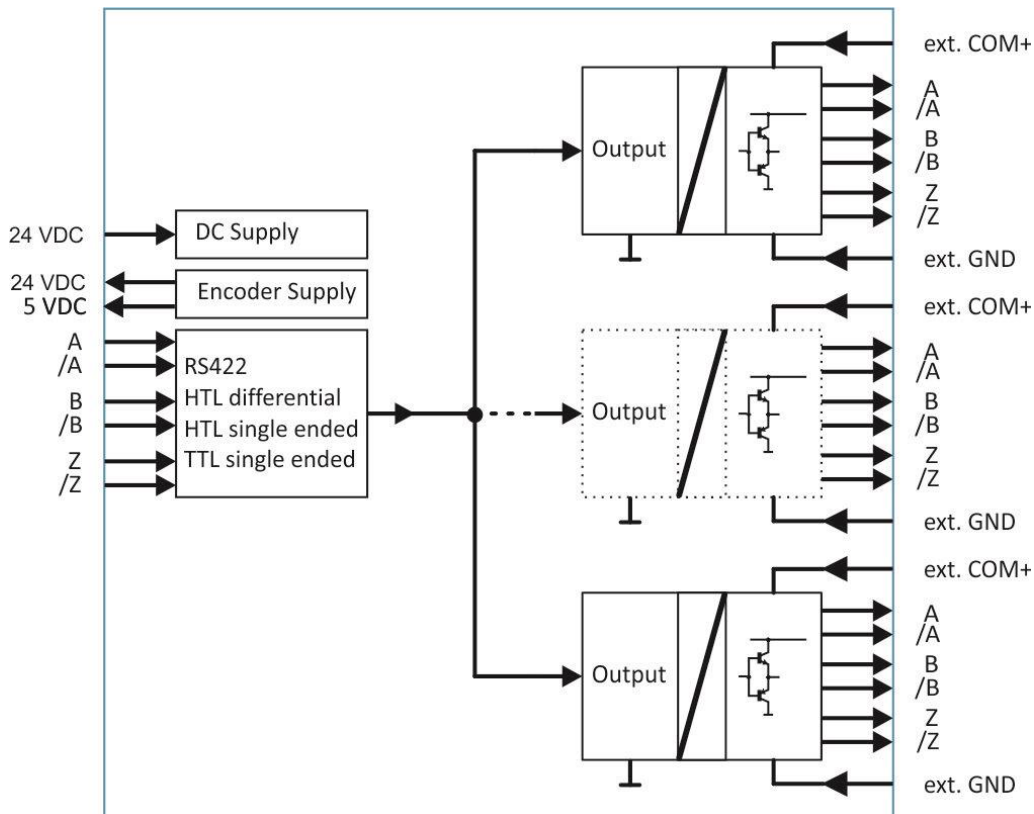 24 VDC
DC Supply
24 VDC
5 VDC
Encoder Supply
A
/A
B
/B
Z
/Z
RS422
HTL differential
HTL single ended
TTL single ended
Output
ext. COM+
A
/A
B
/B
Z
/Z
ext. GND
Output
ext. COM+
A
/A
B
/B
Z
/Z
ext. GND
Output
ext. COM+
A
/A
B
/B
Z
/Z
ext. GND